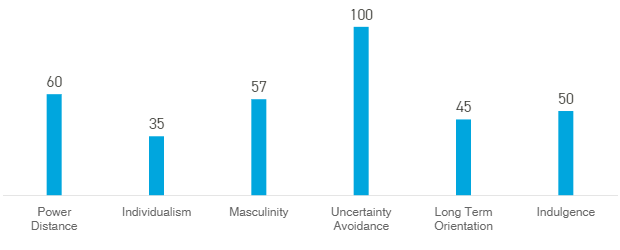 100
60
57
50
45
35
Power
Distance
Individualism
Masculinity
Uncertainty
Avoidance
Long Term
Orientation
Indulgence